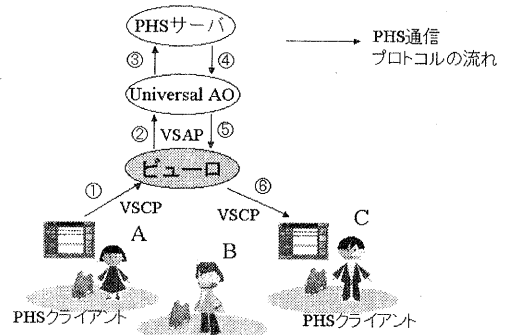 PHSサーバ
PHS通信
プロトコルの流れ
③
④
Universal AO
②
VSAP
⑤
ビューロ
①
⑥
VSCP
VSCP
A
B
C
PHSクライアント
PHSクライアント